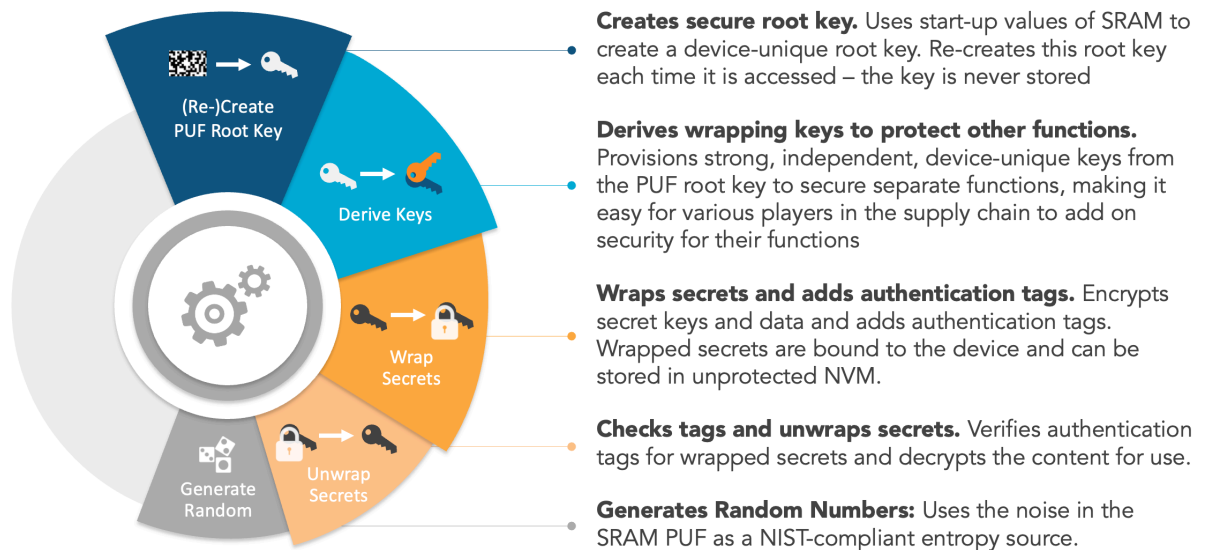 (Re-)Create
PUF Root Key
Derive Keys
Wrap
Secrets
Unwrap
Secrets
Generate
Random
Creates secure root key. Uses start-up values of SRAM to
create a device-unique root key. Re-creates this root key
each time it is accessed – the key is never stored
Derives wrapping keys to protect other functions.
Provisions strong, independent, device-unique keys from
the PUF root key to secure separate functions, making it
easy for various players in the supply chain to add on
security for their functions
Wraps secrets and adds authentication tags. Encrypts
secret keys and data and adds authentication tags.
Wrapped secrets are bound to the device and can be
stored in unprotected NVM.
Checks tags and unwraps secrets. Verifies authentication
tags for wrapped secrets and decrypts the content for use.
Generates Random Numbers: Uses the noise in the
SRAM PUF as a NIST-compliant entropy source.